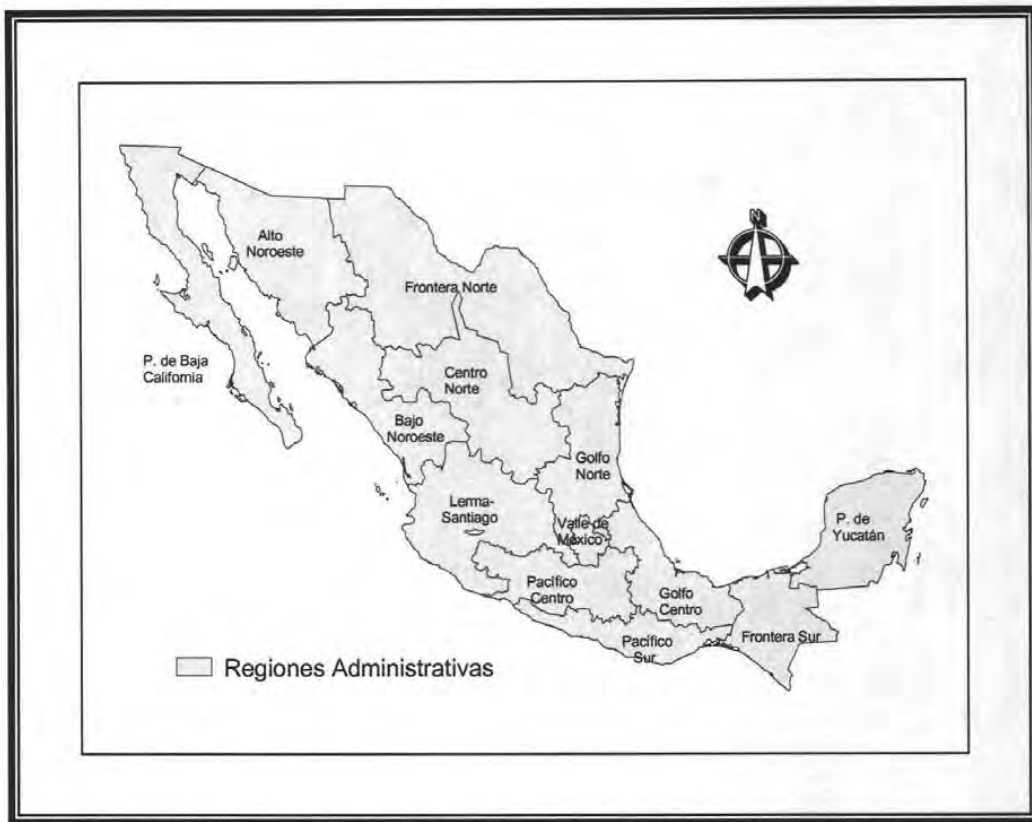 N
Alto
Noroeste
Frontera Norte
P. de Baja
California
Centro
Norte
Bajo
Noroeste
Golfo
Norte
Lerma-
Santiago
Valle de
México
P. de
Yucatán
Pacífico
Centro
Golfo
Centro
Pacífico
Sur
Frontera Sur
Regiones Administrativas